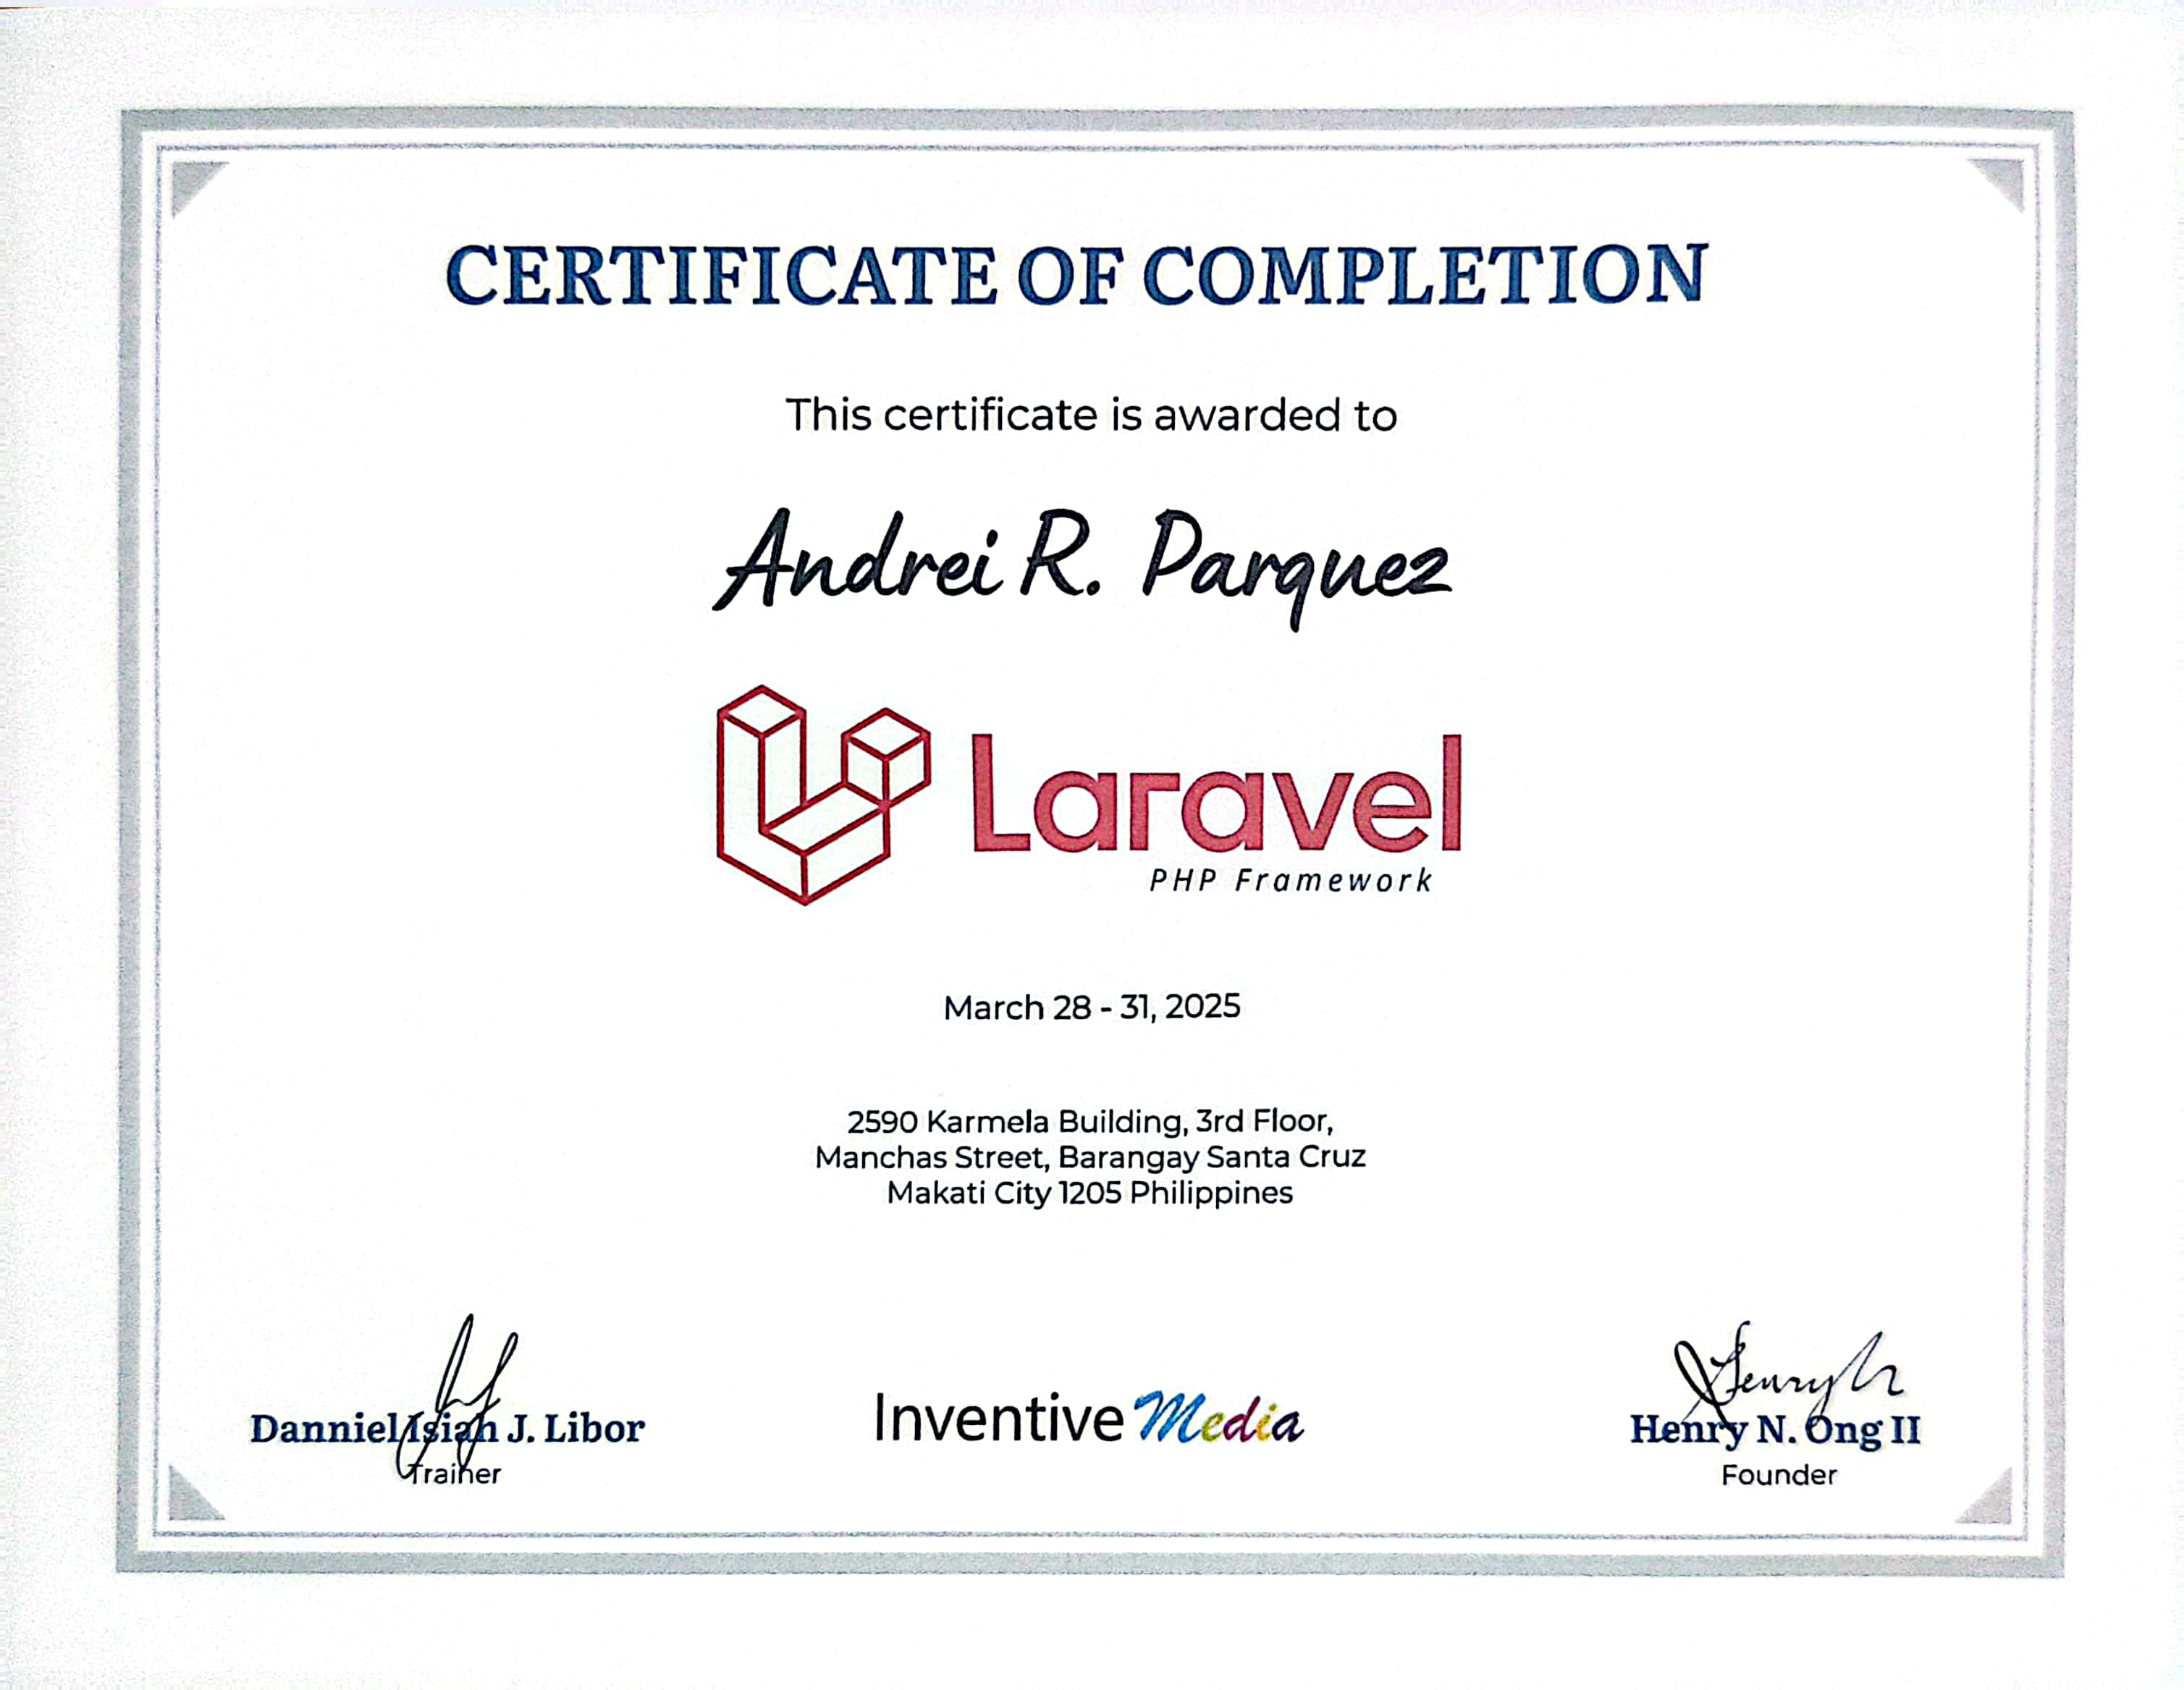 CERTIFICATE OF COMPLETION
This certificate is awarded to
Andrei R. Parquez
Laravel
PHP Framework
March 28 - 31, 2025
2590 Karmela Building, 3rd Floor,
Manchas Street, Barangay Santa Cruz
Makati City 1205 Philippines
Danniel Isiah J. Libor
Trainer
Inventive Media
Henry N. Ong II
Founder